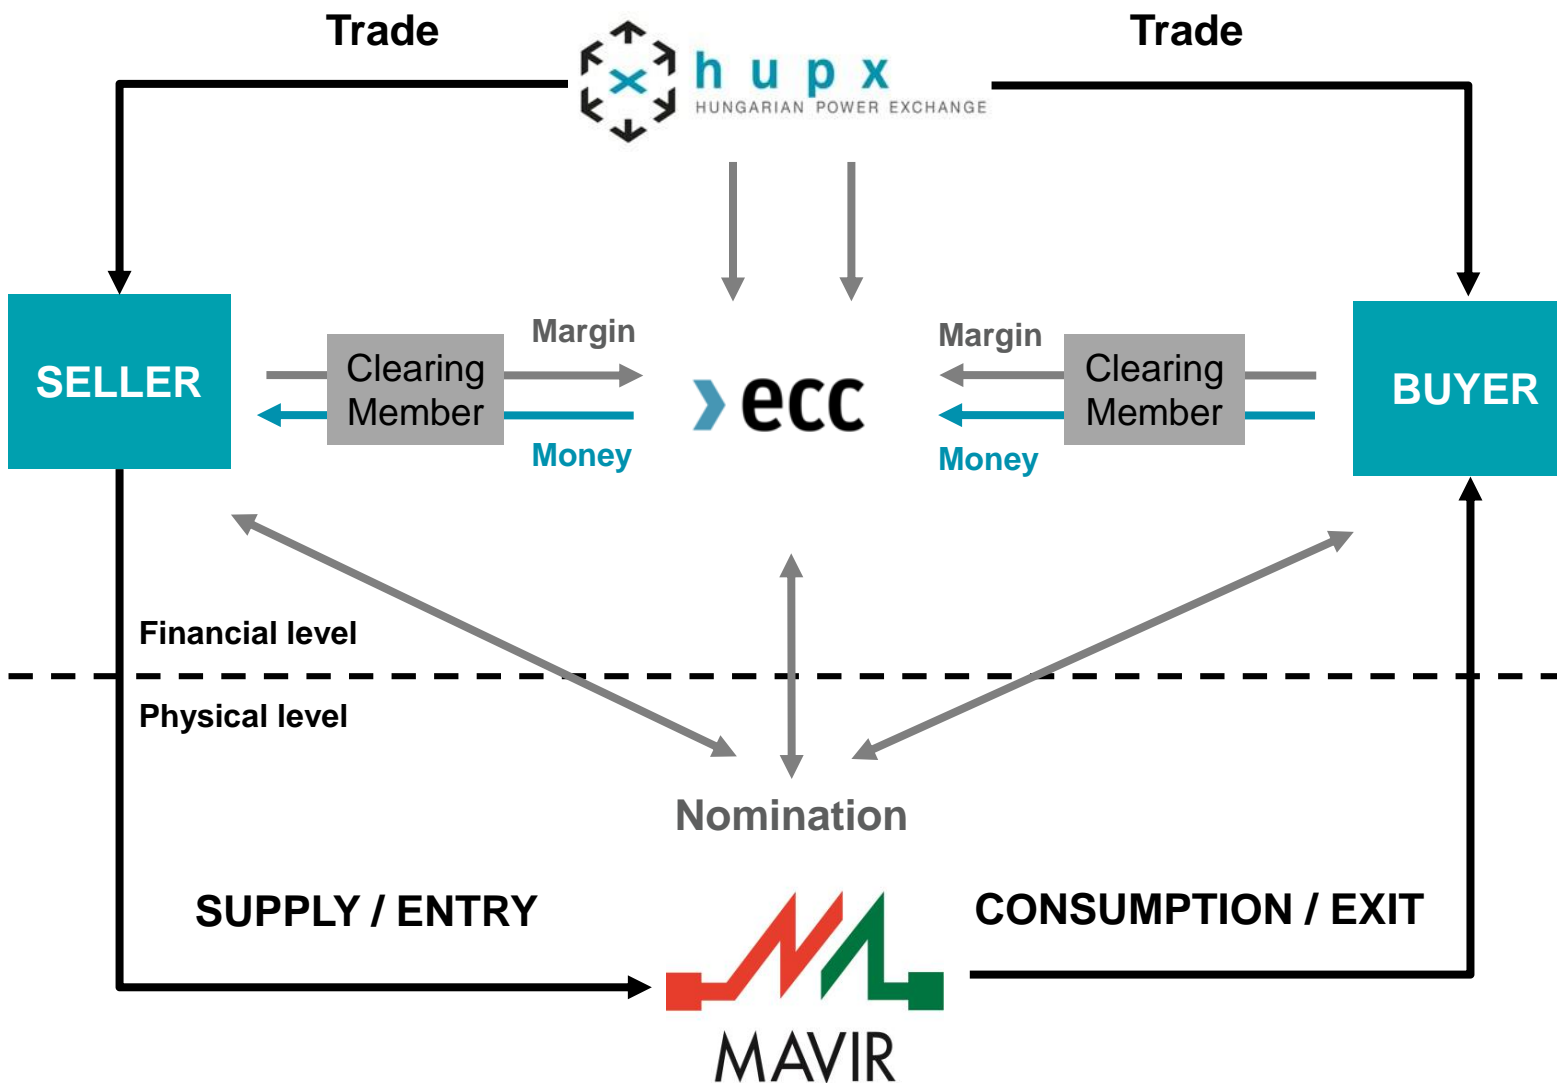 Trade
Trade
hupx
HUNGARIAN POWER EXCHANGE
SELLER
Clearing
Member
Margin
Money
ecc
Margin
Money
Clearing
Member
BUYER
Financial level
Physical level
Nomination
SUPPLY / ENTRY
CONSUMPTION / EXIT
MAVIR